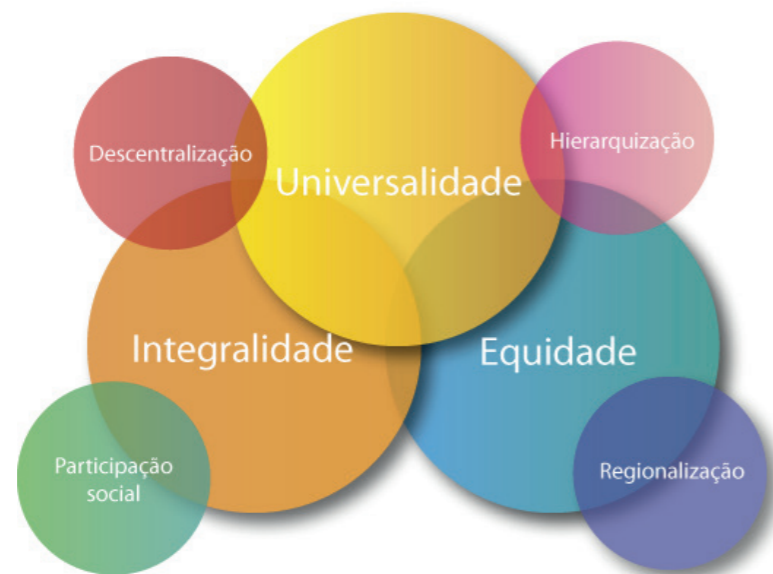 Descentralização
Hierarquização
Universalidade
Integralidade
Equidade
Participação
social
Regionalização